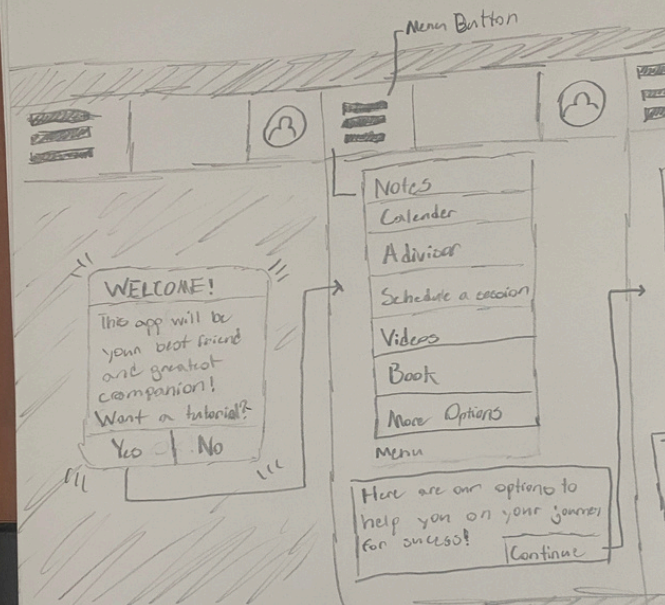 Menu Button
WELCOME!
This app will be
your best friend
and greatest
companion!
Want a tutorial?
Yes No
Notes
Calender
Adivisor
Schedule a session
Videos
Book
More Options
Menu
Here are our options to
help you on your journey
for sucess!
Continue